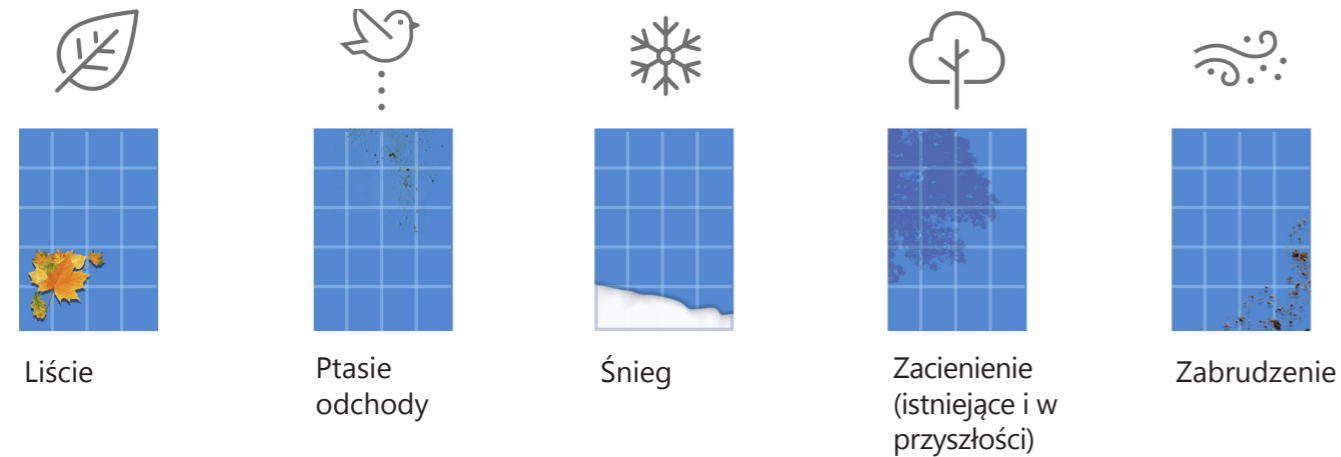 Liście
Ptasie
odchody
Śnieg
Zacienienie
(istniejące i w
przyszłości)
Zabrudzenie